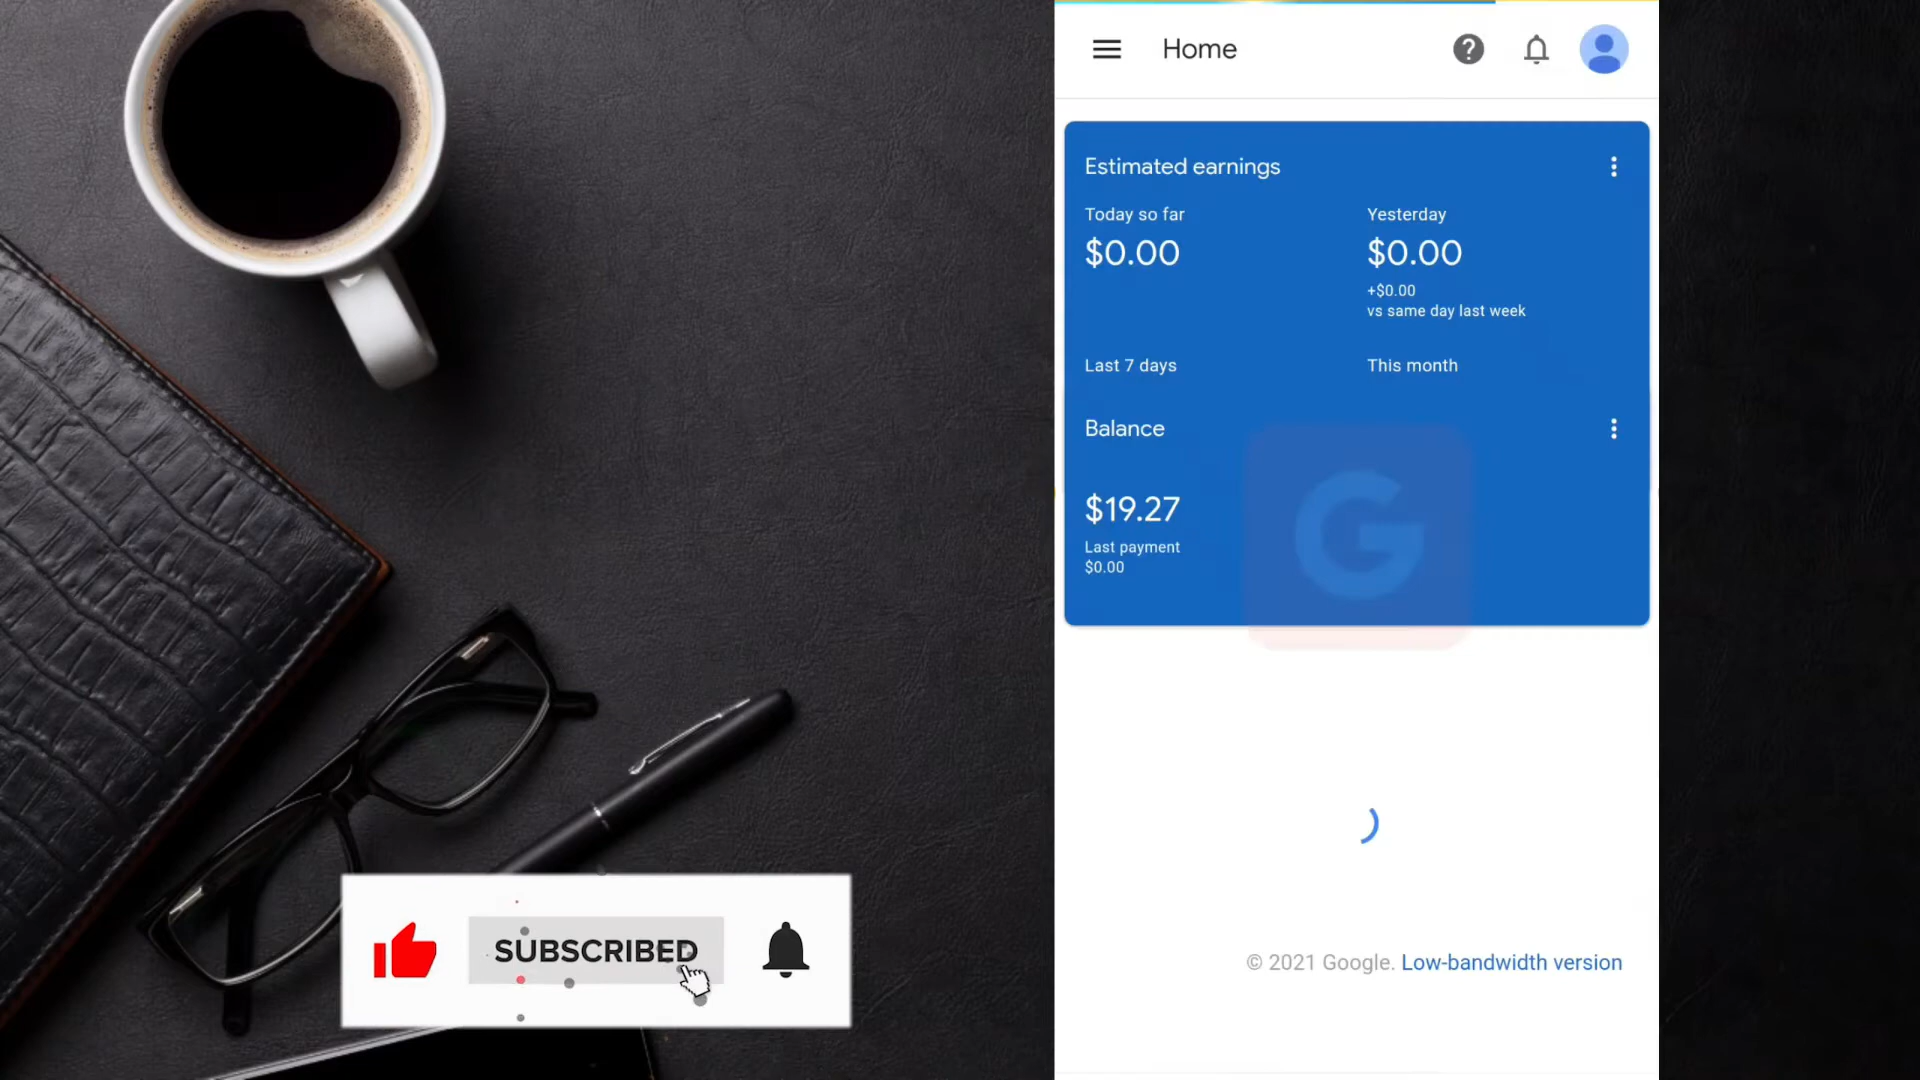 Home
Estimated earnings
Today so far
$0.00
Yesterday
$0.00
+$0.00
vs same day last week
Last 7 days
This month
Balance
$19.27
Last payment
$0.00
© 2021 Google. Low-bandwidth version
SUBSCRIBED